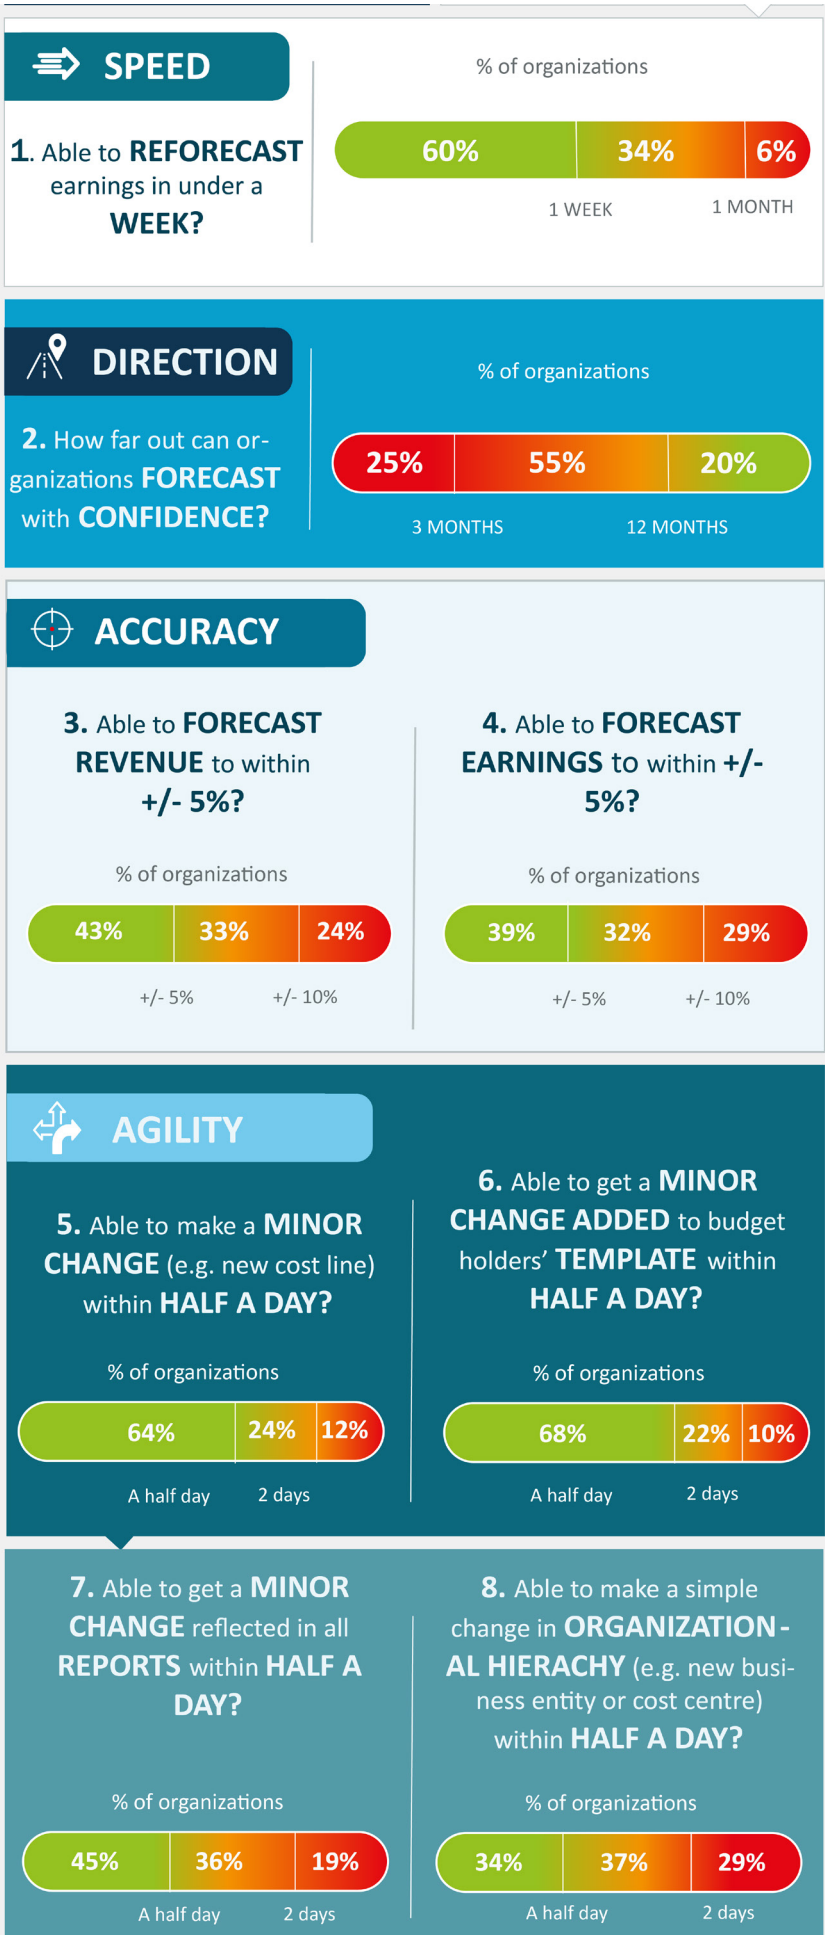 SPEED
% of organizations
1. Able to REFORECAST
earnings in under a
WEEK?
60% 34% 6%
1 WEEK 1 MONTH
DIRECTION
% of organizations
2. How far out can or-
ganizations FORECAST
with CONFIDENCE?
25% 55% 20%
3 MONTHS 12 MONTHS
ACCURACY
3. Able to FORECAST
REVENUE to within
+/- 5%?
% of organizations
43% 33% 24%
+/- 5% +/- 10%
4. Able to FORECAST
EARNINGS to within +/-
5%?
% of organizations
39% 32% 29%
+/- 5% +/- 10%
AGILITY
5. Able to make a MINOR
CHANGE (e.g. new cost line)
within HALF A DAY?
% of organizations
64% 24% 12%
A half day 2 days
6. Able to get a MINOR
CHANGE ADDED to budget
holders’ TEMPLATE within
HALF A DAY?
% of organizations
68% 22% 10%
A half day 2 days
7. Able to get a MINOR
CHANGE reflected in all
REPORTS within HALF A
DAY?
% of organizations
45% 36% 19%
A half day 2 days
8. Able to make a simple
change in ORGANIZATION-
AL HIERACHY (e.g. new busi-
ness entity or cost centre)
within HALF A DAY?
% of organizations
34% 37% 29%
A half day 2 days